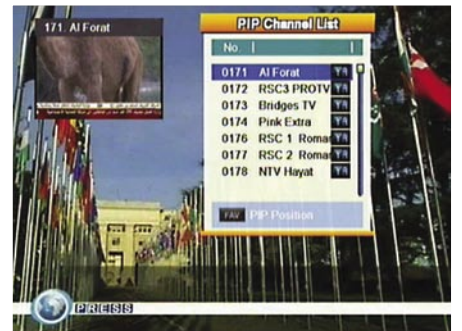 171. Al Forat
PIP Channel List
No.
0171 Al Forat
0172 RSC3 PROTV
0173 Bridges TV
0174 Pink Extra
0176 RSC 1 Roman
0177 RSC 2 Roman
0178 NTV Hayat
FAV PIP Position
PRESS